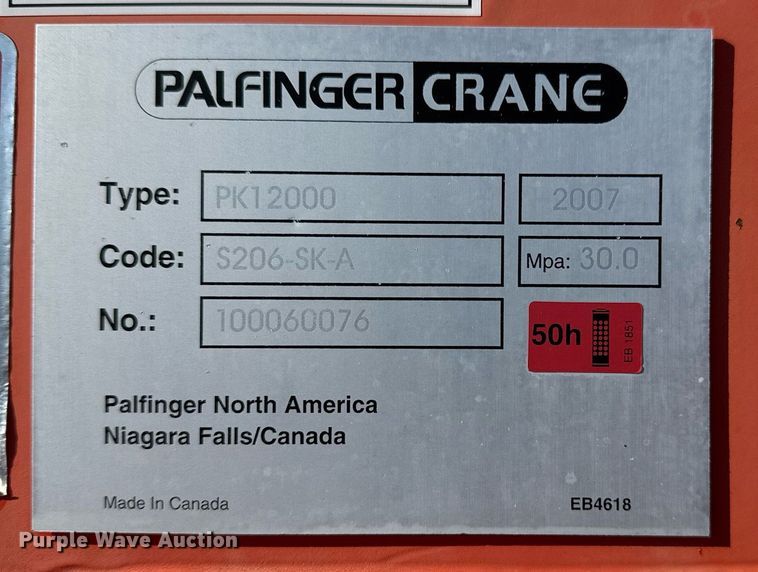 PALFINGER CRANE
Type: PK12000 2007
Code: S206-SK-A Mpa: 30.0
No.: 100060076
50h EB 1851
Palfinger North America
Niagara Falls/Canada
Made In Canada EB4618
Purple Wave Auction